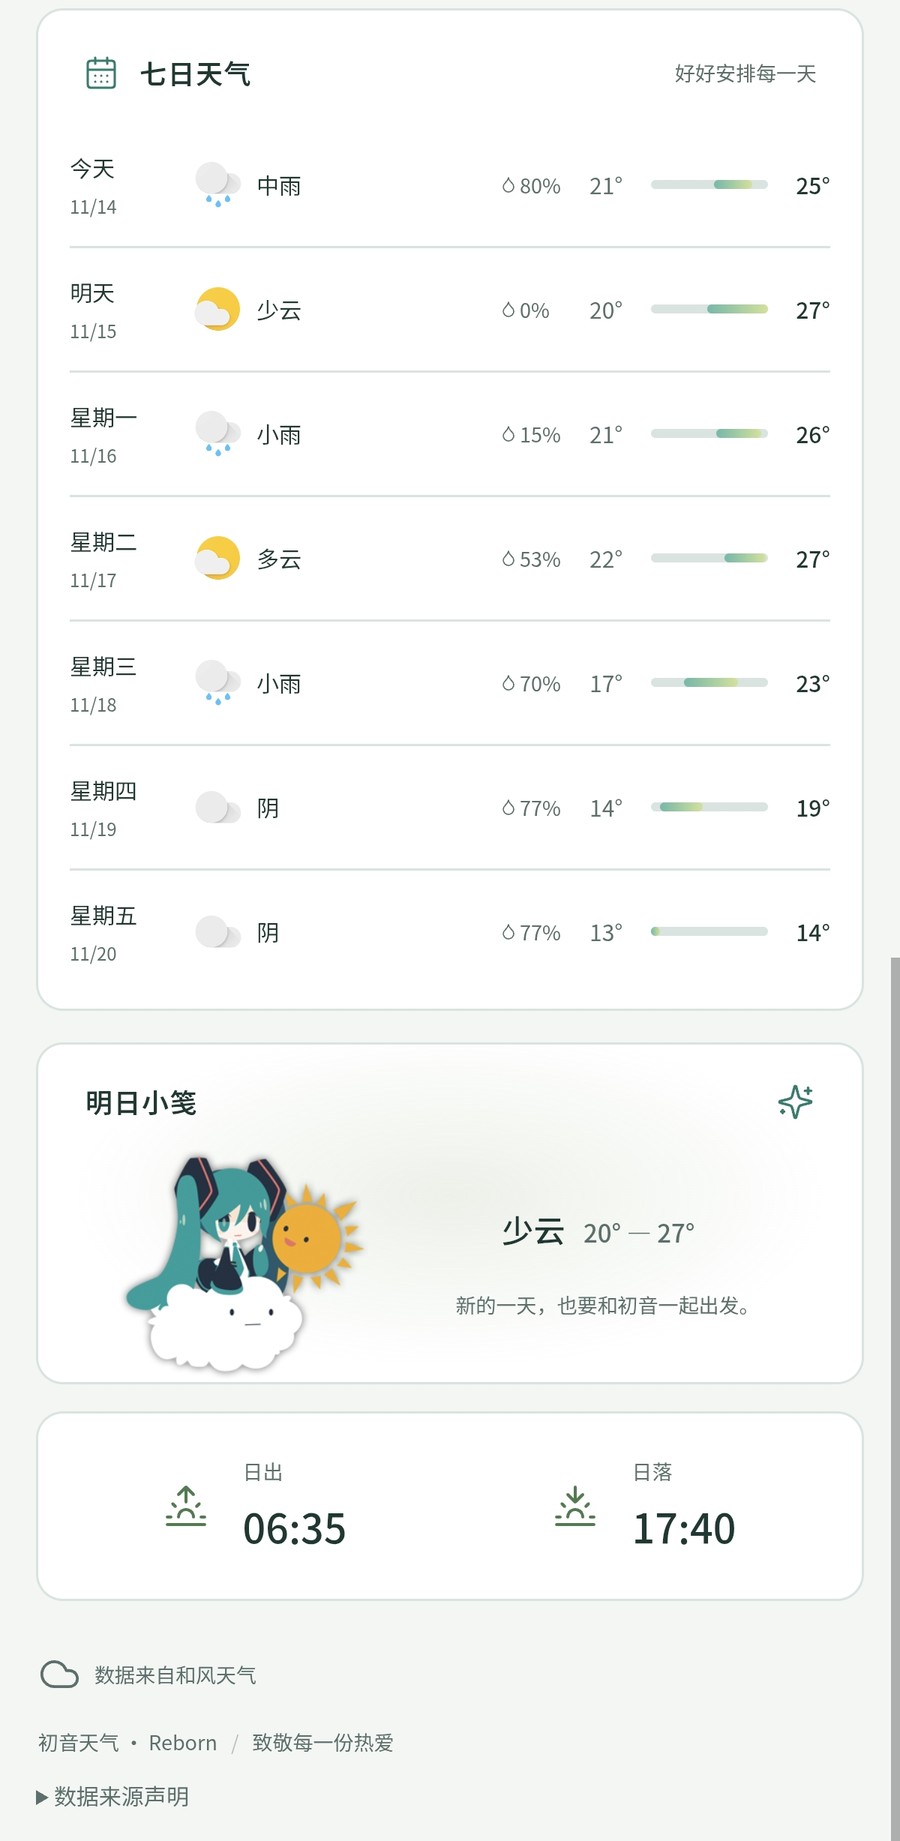 七日天气
好好安排每一天
今天
11/14
中雨 80% 21° 25°
明天
11/15
少云 0% 20° 27°
星期一
11/16
小雨 15% 21° 26°
星期二
11/17
多云 53% 22° 27°
星期三
11/18
小雨 70% 17° 23°
星期四
11/19
阴 77% 14° 19°
星期五
11/20
阴 77% 13° 14°
明日小笺
少云 20° — 27°
新的一天，也要和初音一起出发。
日出
06:35
日落
17:40
数据来自和风天气
初音天气 · Reborn / 致敬每一份热爱
▶ 数据来源声明